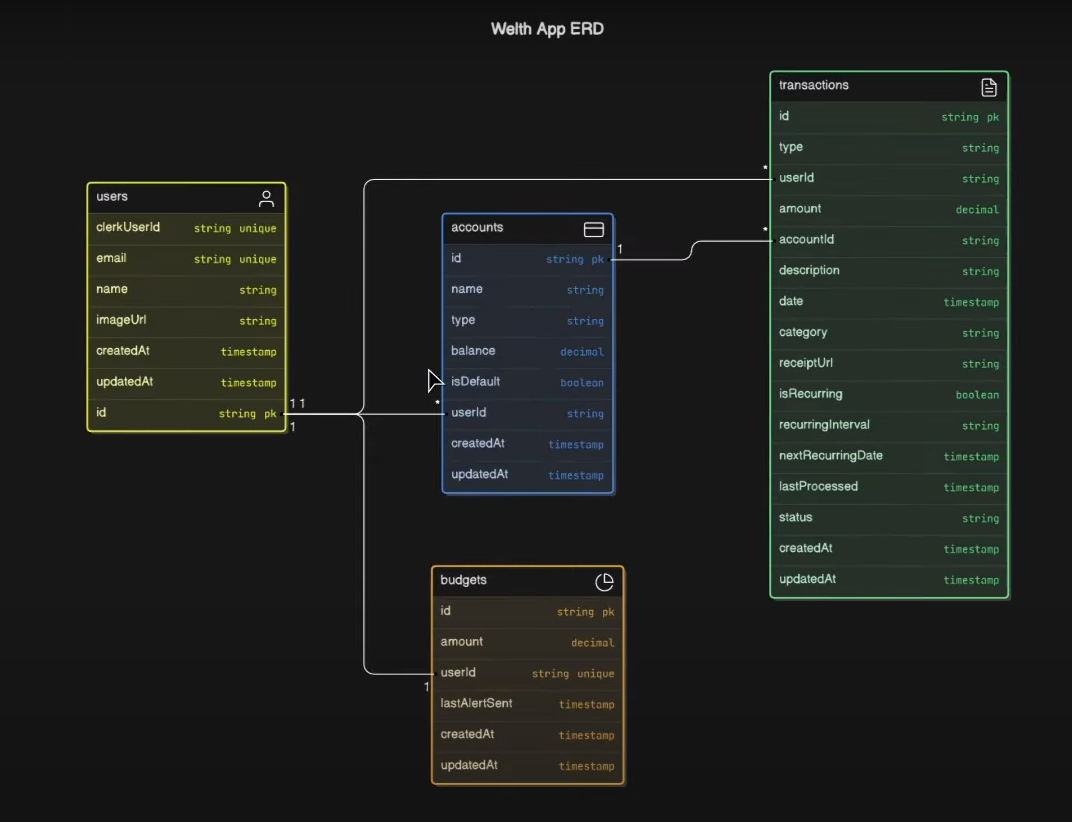 Welth App ERD
users
clerkUserId string unique
email string unique
name string
imageUrl string
createdAt timestamp
updatedAt timestamp
id string pk
1 1
1
accounts
id string pk
1
name string
type string
balance decimal
isDefault boolean
*
userId string
createdAt timestamp
updatedAt timestamp
budgets
id string pk
amount decimal
userId string unique
1
lastAlertSent timestamp
createdAt timestamp
updatedAt timestamp
transactions
id string pk
type string
*
userId string
amount decimal
*
accountId string
description string
date timestamp
category string
receiptUrl string
isRecurring boolean
recurringInterval string
nextRecurringDate timestamp
lastProcessed timestamp
status string
createdAt timestamp
updatedAt timestamp